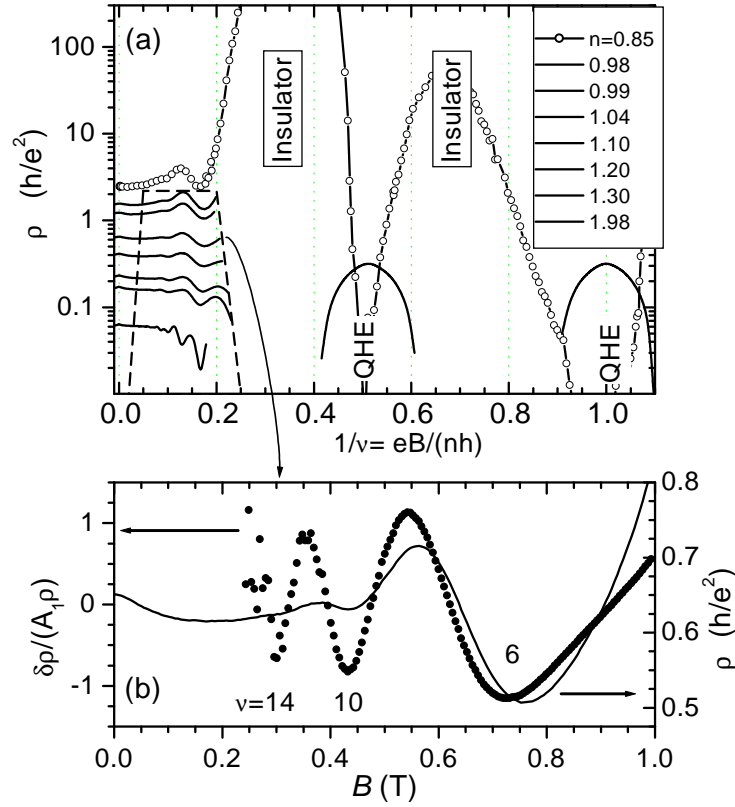 (a)
100
10
1
0.1
ρ (h/e²)
Insulator
Insulator
QHE
QHE
n=0.85
0.98
0.99
1.04
1.10
1.20
1.30
1.98
0.0 0.2 0.4 0.6 0.8 1.0
1/ν= eB/(nh)
(b)
1
0
-1
δρ/(A₁ρ)
ν=14 10 6
0.8
0.7
0.6
0.5
ρ (h/e²)
0.0 0.2 0.4 0.6 0.8 1.0
B (T)